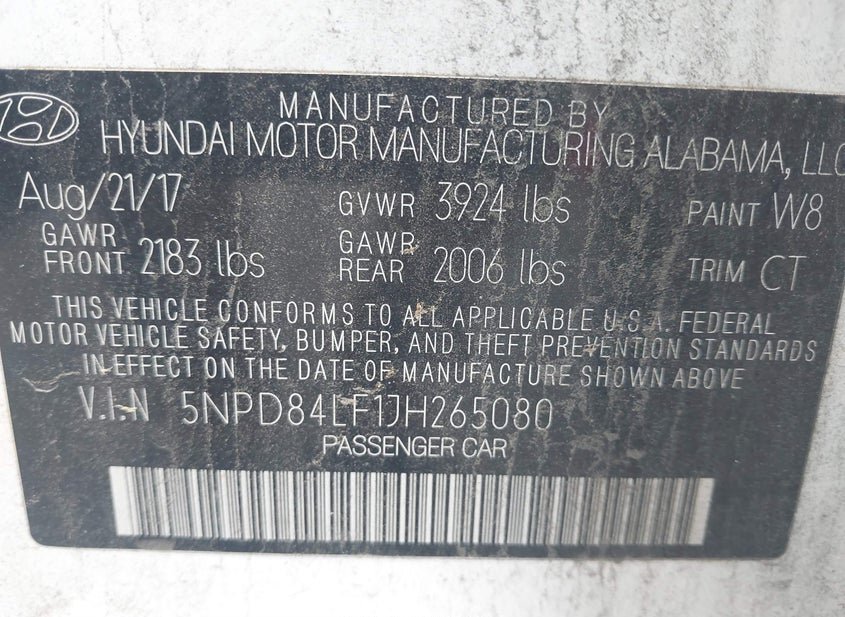 MANUFACTURED BY
HYUNDAI MOTOR MANUFACTURING ALABAMA, LLC
Aug/21/17 GVWR 3924 lbs PAINT W8
GAWR FRONT 2183 lbs GAWR REAR 2006 lbs TRIM CT
THIS VEHICLE CONFORMS TO ALL APPLICABLE U.S.A. FEDERAL
MOTOR VEHICLE SAFETY, BUMPER, AND THEFT PREVENTION STANDARDS
IN EFFECT ON THE DATE OF MANUFACTURE SHOWN ABOVE
V.I.N 5NPD84LF1JH265080
PASSENGER CAR